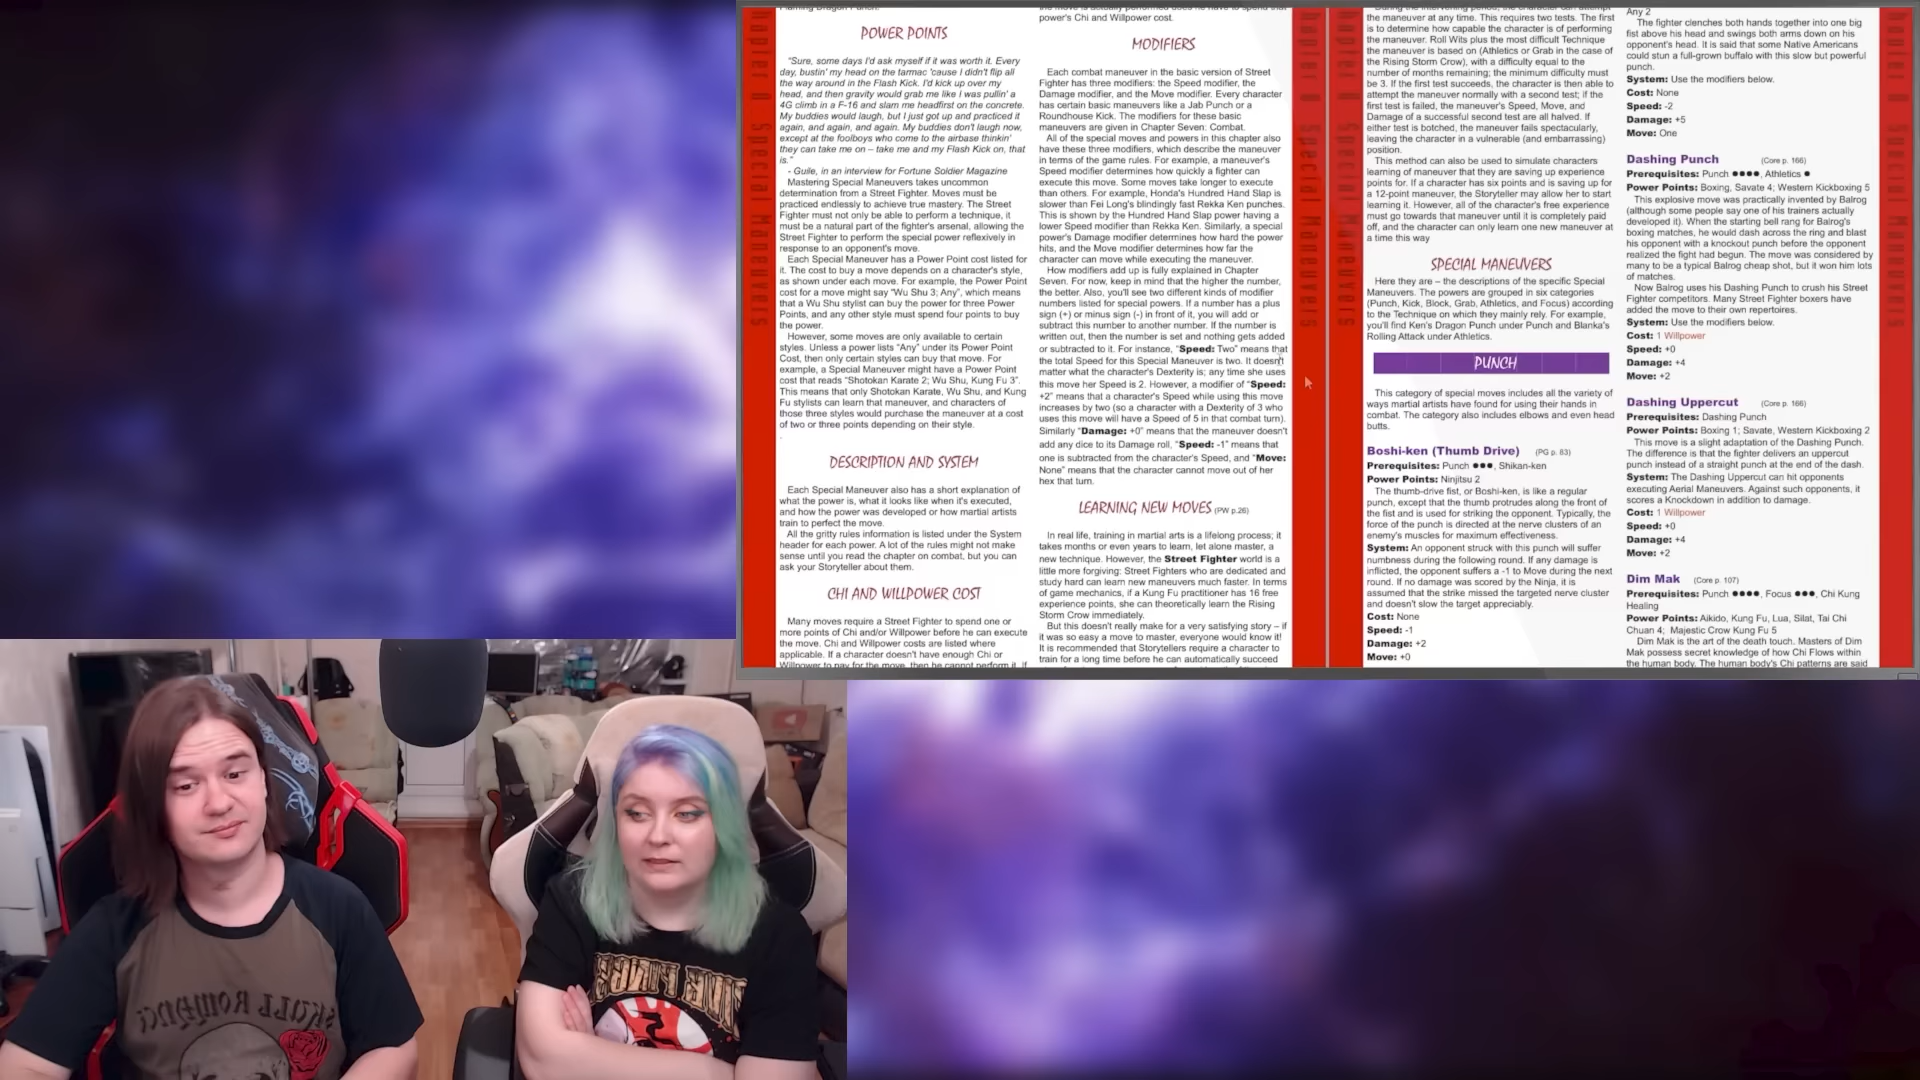 POWER POINTS
"Sure, some days I'd ask myself if it was worth it. Every
day, bustin' my head on the tarmac 'cause I didn't flip all
the way around in the Flash Kick. I'd kick up over my
head, and then gravity would grab me like I was pullin' a
4G climb in a F-16 and slam me headfirst on the concrete.
My buddies would laugh, but I just got up and practiced it
again, and again, and again. My buddies don't laugh now,
except at the foolboys who come to the airbase thinkin'
they can take me on – take me and my Flash Kick on, that
is."
- Guile, in an interview for Fortune Soldier Magazine
Mastering Special Maneuvers takes uncommon
determination from a Street Fighter. Moves must be
practiced endlessly to achieve true mastery. The Street
Fighter must not only be able to perform a technique, it
must be a natural part of the fighter's arsenal, allowing the
Street Fighter to perform the special power reflexively in
response to an opponent's move.
Each Special Maneuver has a Power Point cost listed for
it. The cost to buy a move depends on a character's style,
as shown under each move. For example, the Power Point
cost for a move might say "Wu Shu 3; Any", which means
that a Wu Shu stylist can buy the power for three Power
Points, and any other style must spend four points to buy
the power.
However, some moves are only available to certain
styles. Unless a power lists "Any" under its Power Point
Cost, then only certain styles can buy that move. For
example, a Special Maneuver might have a Power Point
cost that reads "Shotokan Karate 2; Wu Shu, Kung Fu 3".
This means that only Shotokan Karate, Wu Shu, and Kung
Fu stylists can learn that maneuver, and characters of
those three styles would purchase the maneuver at a cost
of two or three points depending on their style.
.
DESCRIPTION AND SYSTEM
Each Special Maneuver also has a short explanation of
what the power is, what it looks like when it's executed,
and how the power was developed or how martial artists
train to perfect the move.
All the gritty rules information is listed under the System
header for each power. A lot of the rules might not make
sense until you read the chapter on combat, but you can
ask your Storyteller about them.
CHI AND WILLPOWER COST
Many moves require a Street Fighter to spend one or
more points of Chi and/or Willpower before he can execute
the move. Chi and Willpower costs are listed where
applicable. If a character doesn't have enough Chi or
Willpower to pay for the move, then he cannot perform it. If
power's Chi and Willpower cost.
MODIFIERS
Each combat maneuver in the basic version of Street
Fighter has three modifiers: the Speed modifier, the
Damage modifier, and the Move modifier. Every character
has certain basic maneuvers like a Jab Punch or a
Roundhouse Kick. The modifiers for these basic
maneuvers are given in Chapter Seven: Combat.
All of the special moves and powers in this chapter also
have these three modifiers, which describe the maneuver
in terms of the game rules. For example, a maneuver's
Speed modifier determines how quickly a fighter can
execute this move. Some moves take longer to execute
than others. For example, Honda's Hundred Hand Slap is
slower than Fei Long's blindingly fast Rekka Ken punches.
This is shown by the Hundred Hand Slap power having a
lower Speed modifier than Rekka Ken. Similarly, a special
power's Damage modifier determines how hard the power
hits, and the Move modifier determines how far the
character can move while executing the maneuver.
How modifiers add up is fully explained in Chapter
Seven. For now, keep in mind that the higher the number,
the better. Also, you'll see two different kinds of modifier
numbers listed for special powers. If a number has a plus
sign (+) or minus sign (-) in front of it, you will add or
subtract this number to another number. If the number is
written out, then the number is set and nothing gets added
or subtracted to it. For instance, "Speed: Two" means that
the total Speed for this Special Maneuver is two. It doesn't
matter what the character's Dexterity is; any time she uses
this move her Speed is 2. However, a modifier of "Speed:
+2" means that a character's Speed while using this move
increases by two (so a character with a Dexterity of 3 who
uses this move will have a Speed of 5 in that combat turn).
Similarly "Damage: +0" means that the maneuver doesn't
add any dice to its Damage roll, "Speed: -1" means that
one is subtracted from the character's Speed, and "Move:
None" means that the character cannot move out of her
hex that turn.
LEARNING NEW MOVES (PW p.26)
In real life, training in martial arts is a lifelong process; it
takes months or even years to learn, let alone master, a
new technique. However, the Street Fighter world is a
little more forgiving: Street Fighters who are dedicated and
study hard can learn new maneuvers much faster. In terms
of game mechanics, if a Kung Fu practitioner has 16 free
experience points, she can theoretically learn the Rising
Storm Crow immediately.
But this doesn't really make for a very satisfying story – if
it was so easy a move to master, everyone would know it!
It is recommended that Storytellers require a character to
train for a long time before he can automatically succeed
the maneuver at any time. This requires two tests. The first
is to determine how capable the character is of performing
the maneuver. Roll Wits plus the most difficult Technique
the maneuver is based on (Athletics or Grab in the case of
the Rising Storm Crow), with a difficulty equal to the
number of months remaining; the minimum difficulty must
be 3. If the first test succeeds, the character is then able to
attempt the maneuver normally with a second test; if the
first test is failed, the maneuver's Speed, Move, and
Damage of a successful second test are all halved. If
either test is botched, the maneuver fails spectacularly,
leaving the character in a vulnerable (and embarrassing)
position.
This method can also be used to simulate characters
learning of maneuver that they are saving up experience
points for. If a character has six points and is saving up for
a 12-point maneuver, the Storyteller may allow her to start
learning it. However, all of the character's free experience
must go towards that maneuver until it is completely paid
off, and the character can only learn one new maneuver at
a time this way
SPECIAL MANEUVERS
Here they are – the descriptions of the specific Special
Maneuvers. The powers are grouped in six categories
(Punch, Kick, Block, Grab, Athletics, and Focus) according
to the Technique on which they mainly rely. For example,
you'll find Ken's Dragon Punch under Punch and Blanka's
Rolling Attack under Athletics.
PUNCH
This category of special moves includes all the variety of
ways martial artists have found for using their hands in
combat. The category also includes elbows and even head
butts.
Boshi-ken (Thumb Drive) (PG p. 83)
Prerequisites: Punch ●●●, Shikan-ken
Power Points: Ninjitsu 2
The thumb-drive fist, or Boshi-ken, is like a regular
punch, except that the thumb protrudes along the front of
the fist and is used for striking the opponent. Typically, the
force of the punch is directed at the nerve clusters of an
enemy's muscles for maximum effectiveness.
System: An opponent struck with this punch will suffer
numbness during the following round. If any damage is
inflicted, the opponent suffers a -1 to Move during the next
round. If no damage was scored by the Ninja, it is
assumed that the strike missed the targeted nerve cluster
and doesn't slow the target appreciably.
Cost: None
Speed: -1
Damage: +2
Move: +0
Any 2
The fighter clenches both hands together into one big
fist above his head and swings both arms down on his
opponent's head. It is said that some Native Americans
could stun a full-grown buffalo with this slow but powerful
punch.
System: Use the modifiers below.
Cost: None
Speed: -2
Damage: +5
Move: One
Dashing Punch (Core p. 166)
Prerequisites: Punch ●●●●, Athletics ●
Power Points: Boxing, Savate 4; Western Kickboxing 5
This explosive move was practically invented by Balrog
(although some people say one of his trainers actually
developed it). When the starting bell rang for Balrog's
boxing matches, he would dash across the ring and blast
his opponent with a knockout punch before the opponent
realized the fight had begun. The move was considered by
many to be a typical Balrog cheap shot, but it won him lots
of matches.
Now Balrog uses his Dashing Punch to crush his Street
Fighter competitors. Many Street Fighter boxers have
added the move to their own repertoires.
System: Use the modifiers below.
Cost: 1 Willpower
Speed: +0
Damage: +4
Move: +2
Dashing Uppercut (Core p. 166)
Prerequisites: Dashing Punch
Power Points: Boxing 1; Savate, Western Kickboxing 2
This move is a slight adaptation of the Dashing Punch.
The difference is that the fighter delivers an uppercut
punch instead of a straight punch at the end of the dash.
System: The Dashing Uppercut can hit opponents
executing Aerial Maneuvers. Against such opponents, it
scores a Knockdown in addition to damage.
Cost: 1 Willpower
Speed: +0
Damage: +4
Move: +2
Dim Mak (Core p. 107)
Prerequisites: Punch ●●●●, Focus ●●●, Chi Kung
Healing
Power Points: Aikido, Kung Fu, Lua, Silat, Tai Chi
Chuan 4; Majestic Crow Kung Fu 5
Dim Mak is the art of the death touch. Masters of Dim
Mak possess secret knowledge of how Chi Flows within
the human body. The human body's Chi patterns are said
Special Maneuvers
Special Maneuvers
Special Maneuvers
Special Maneuvers
SKULL ROMANCE